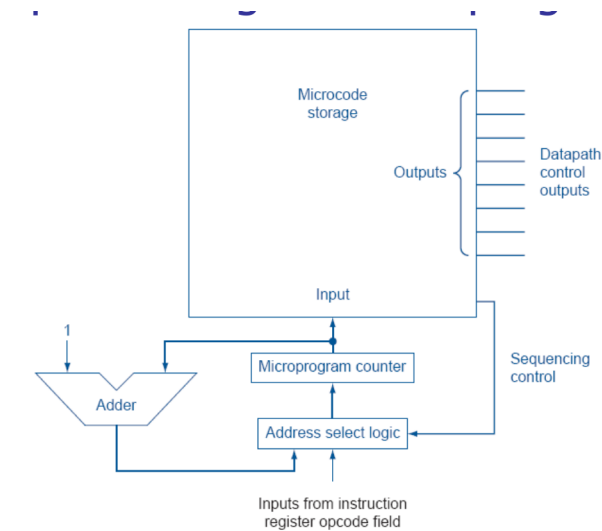 Microcode
storage
Outputs
Datapath
control
outputs
Input
1
Microprogram counter
Sequencing
control
Adder
Address select logic
Inputs from instruction
register opcode field